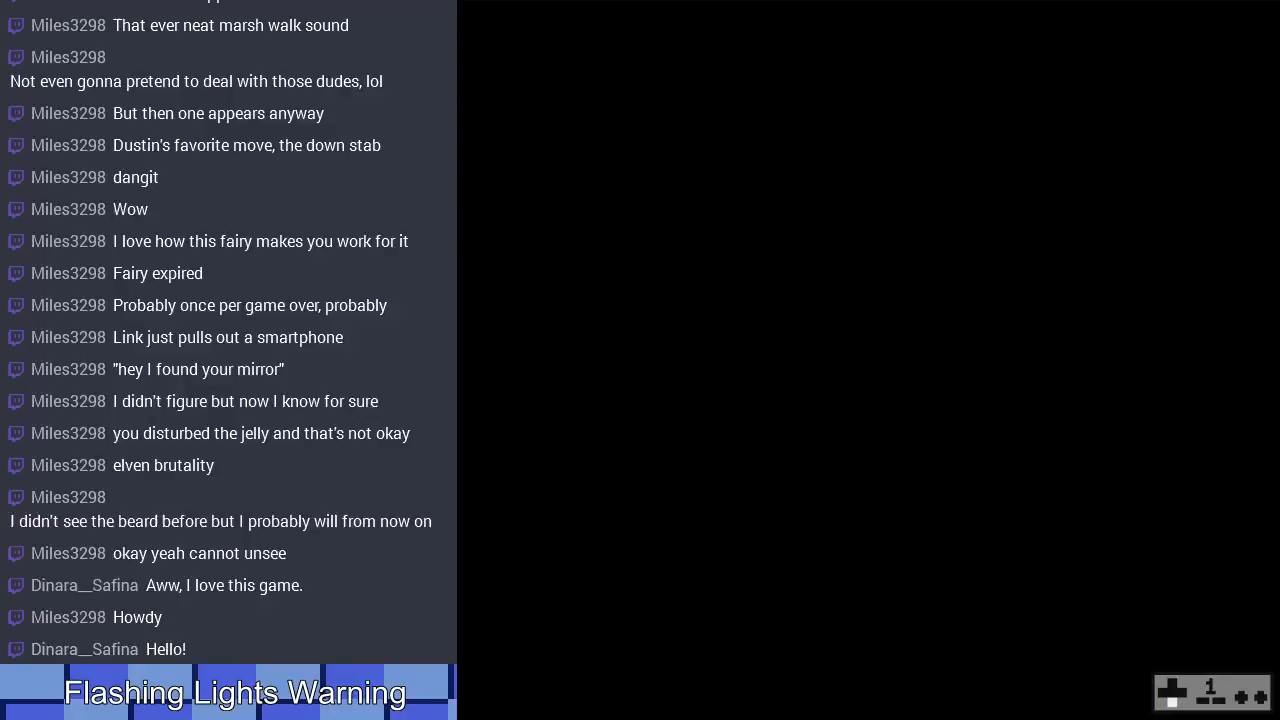 Miles3298 That ever neat marsh walk sound
Miles3298
Not even gonna pretend to deal with those dudes, lol
Miles3298 But then one appears anyway
Miles3298 Dustin's favorite move, the down stab
Miles3298 dangit
Miles3298 Wow
Miles3298 I love how this fairy makes you work for it
Miles3298 Fairy expired
Miles3298 Probably once per game over, probably
Miles3298 Link just pulls out a smartphone
Miles3298 "hey I found your mirror"
Miles3298 I didn't figure but now I know for sure
Miles3298 you disturbed the jelly and that's not okay
Miles3298 elven brutality
Miles3298
I didn't see the beard before but I probably will from now on
Miles3298 okay yeah cannot unsee
Dinara__Safina Aww, I love this game.
Miles3298 Howdy
Dinara__Safina Hello!
Flashing Lights Warning
1